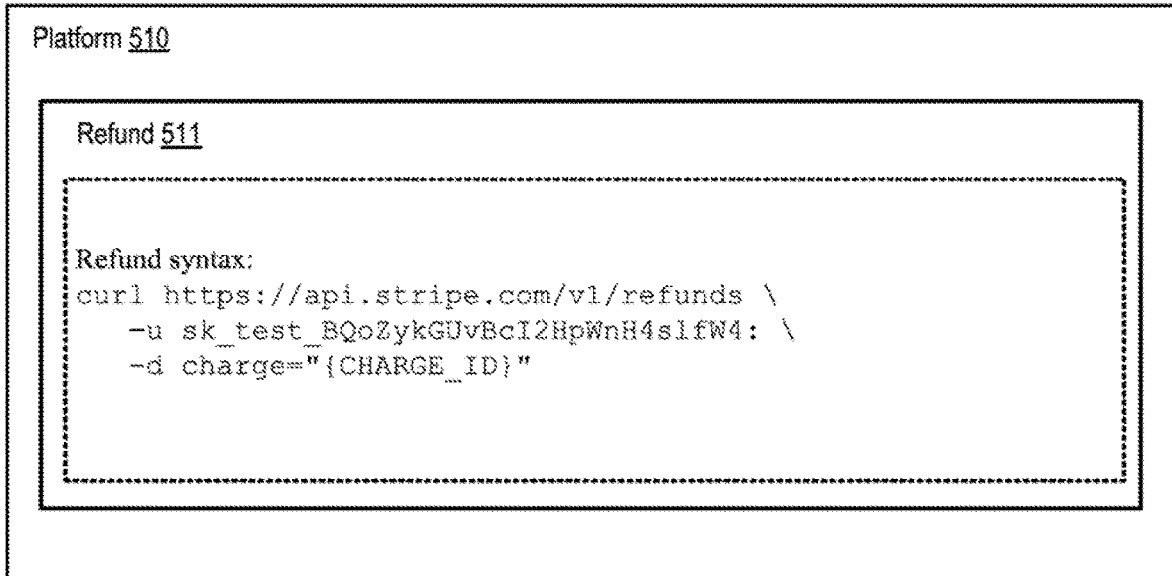 Platform 510
Refund 511
Refund syntax:
curl https://api.stripe.com/v1/refunds \
-u sk_test_BQoZykGUvBcI2HpWnH4slfW4: \
-d charge="{CHARGE_ID}"